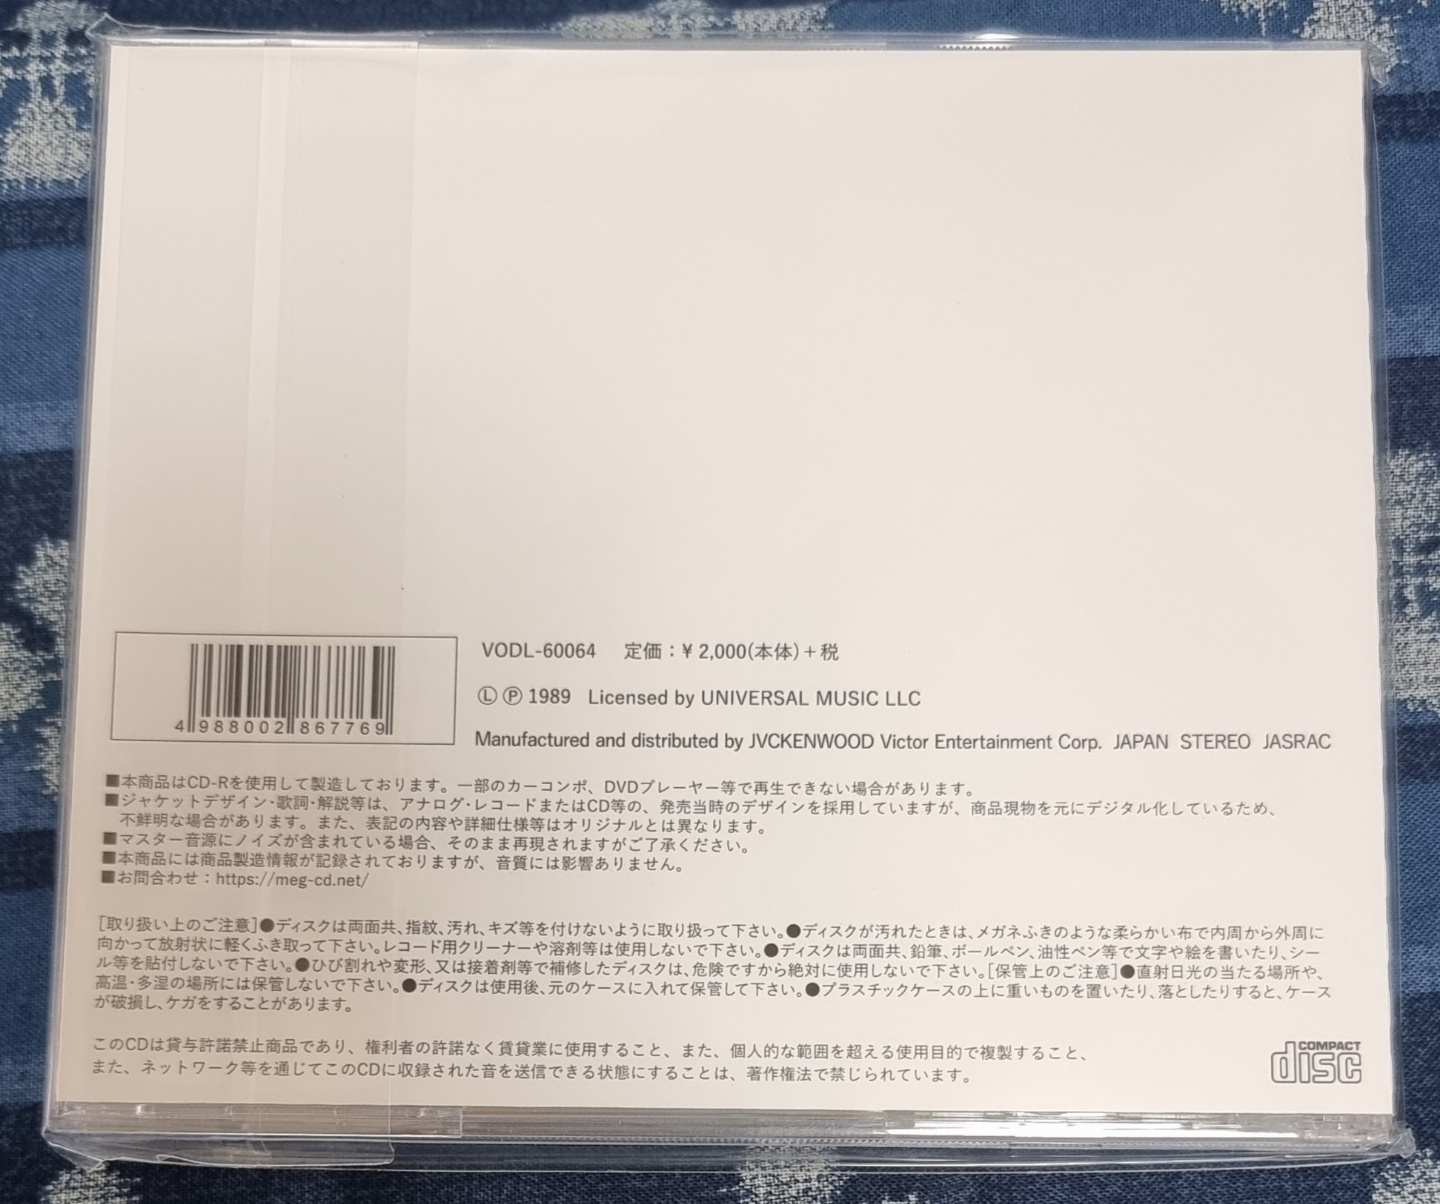 VODL-60064 定価：¥ 2,000(本体)＋税
Ⓛ Ⓟ 1989 Licensed by UNIVERSAL MUSIC LLC
4 988002 867769
Manufactured and distributed by JVCKENWOOD Victor Entertainment Corp. JAPAN STEREO JASRAC
■本商品はCD-Rを使用して製造しております。一部のカーコンポ、DVDプレーヤー等で再生できない場合があります。
■ジャケットデザイン・歌詞・解説等は、アナログ・レコードまたはCD等の、発売当時のデザインを採用していますが、商品現物を元にデジタル化しているため、
不鮮明な場合があります。また、表記の内容や詳細仕様等はオリジナルとは異なります。
■マスター音源にノイズが含まれている場合、そのまま再現されますがご了承ください。
■本商品には商品製造情報が記録されておりますが、音質には影響ありません。
■お問合わせ：https://meg-cd.net/
［取り扱い上のご注意］●ディスクは両面共、指紋、汚れ、キズ等を付けないように取り扱って下さい。●ディスクが汚れたときは、メガネふきのような柔らかい布で内周から外周に
向かって放射状に軽くふき取って下さい。レコード用クリーナーや溶剤等は使用しないで下さい。●ディスクは両面共、鉛筆、ボールペン、油性ペン等で文字や絵を書いたり、シー
ル等を貼付しないで下さい。●ひび割れや変形、又は接着剤等で補修したディスクは、危険ですから絶対に使用しないで下さい。［保管上のご注意］●直射日光の当たる場所や、
高温・多湿の場所には保管しないで下さい。●ディスクは使用後、元のケースに入れて保管して下さい。●プラスチックケースの上に重いものを置いたり、落としたりすると、ケース
が破損し、ケガをすることがあります。
このCDは貸与許諾禁止商品であり、権利者の許諾なく賃貸業に使用すること、また、個人的な範囲を超える使用目的で複製すること、
また、ネットワーク等を通じてこのCDに収録された音を送信できる状態にすることは、著作権法で禁じられています。
COMPACT
disc